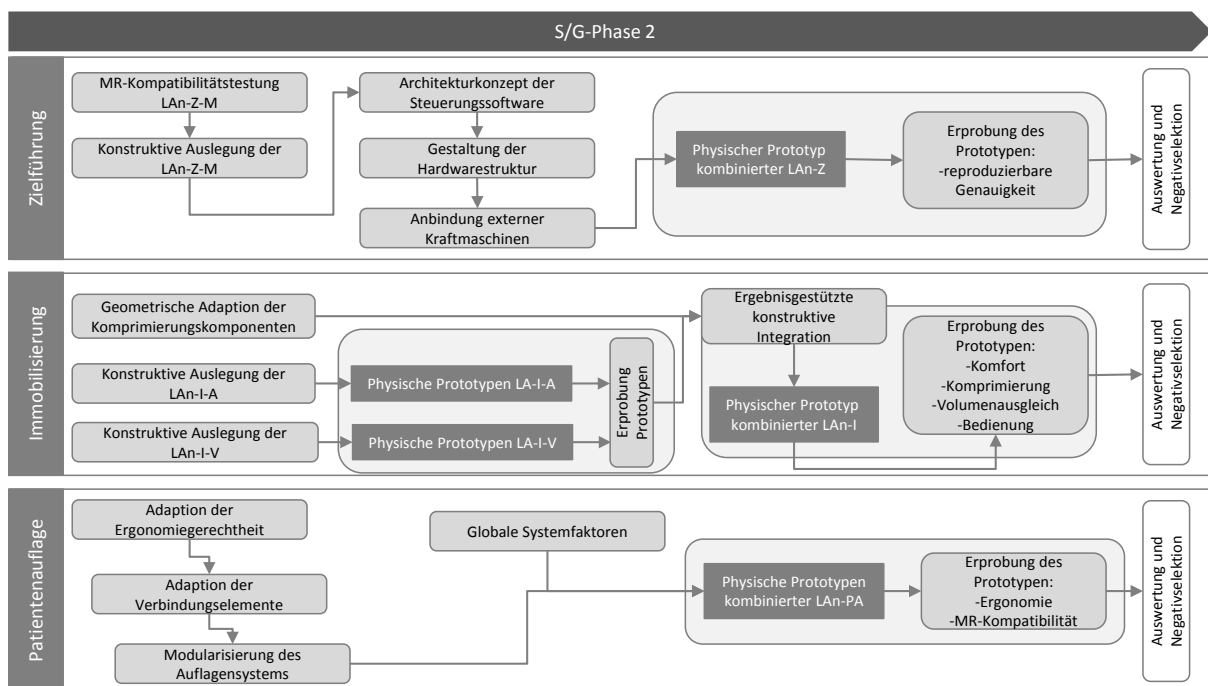 S/G-Phase 2
Zielführung
MR-Kompatibilitätstestung
LAn-Z-M
Konstruktive Auslegung der
LAn-Z-M
Architekturkonzept der
Steuerungssoftware
Gestaltung der
Hardwarestruktur
Anbindung externer
Kraftmaschinen
Physischer Prototyp
kombinierter LAn-Z
Erprobung des
Prototypen:
-reproduzierbare
Genauigkeit
Auswertung und
Negativselektion
Immobilisierung
Geometrische Adaption der
Komprimierungskomponenten
Konstruktive Auslegung der
LAn-I-A
Konstruktive Auslegung der
LAn-I-V
Physische Prototypen LA-I-A
Physische Prototypen LA-I-V
Erprobung
Prototypen
Ergebnisgestützte
konstruktive
Integration
Physischer Prototyp
kombinierter LAn-I
Erprobung des
Prototypen:
-Komfort
-Komprimierung
-Volumenausgleich
-Bedienung
Auswertung und
Negativselektion
Patientenauflage
Adaption der
Ergonomiegerechtheit
Adaption der
Verbindungselemente
Modularisierung des
Auflagensystems
Globale Systemfaktoren
Physische Prototypen
kombinierter LAn-PA
Erprobung des
Prototypen:
-Ergonomie
-MR-Kompatibilität
Auswertung und
Negativselektion